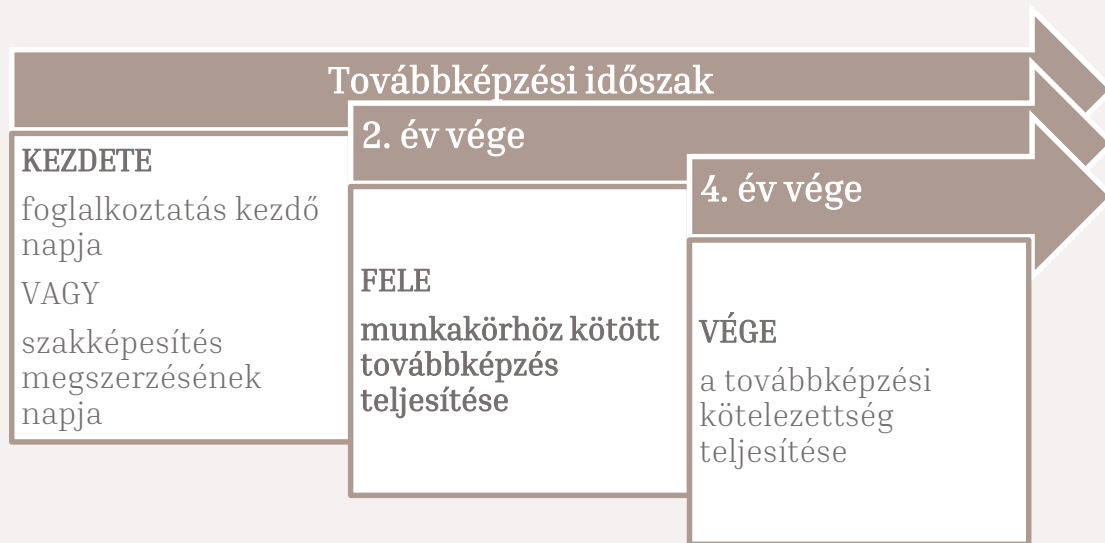 Továbbképzési időszak
KEZDETE
foglalkoztatás kezdő
napja
VAGY
szakképesítés
megszerzésének
napja
2. év vége
FELE
munkakörhöz kötött
továbbképzés
teljesítése
4. év vége
VÉGE
a továbbképzési
kötelezettség
teljesítése